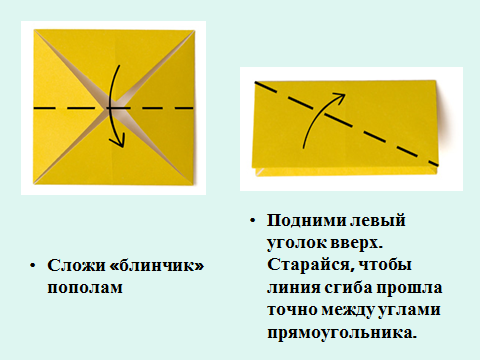 • Сложи «блинчик»
пополам
• Подними левый
уголок вверх.
Старайся, чтобы
линия сгиба прошла
точно между углами
прямоугольника.